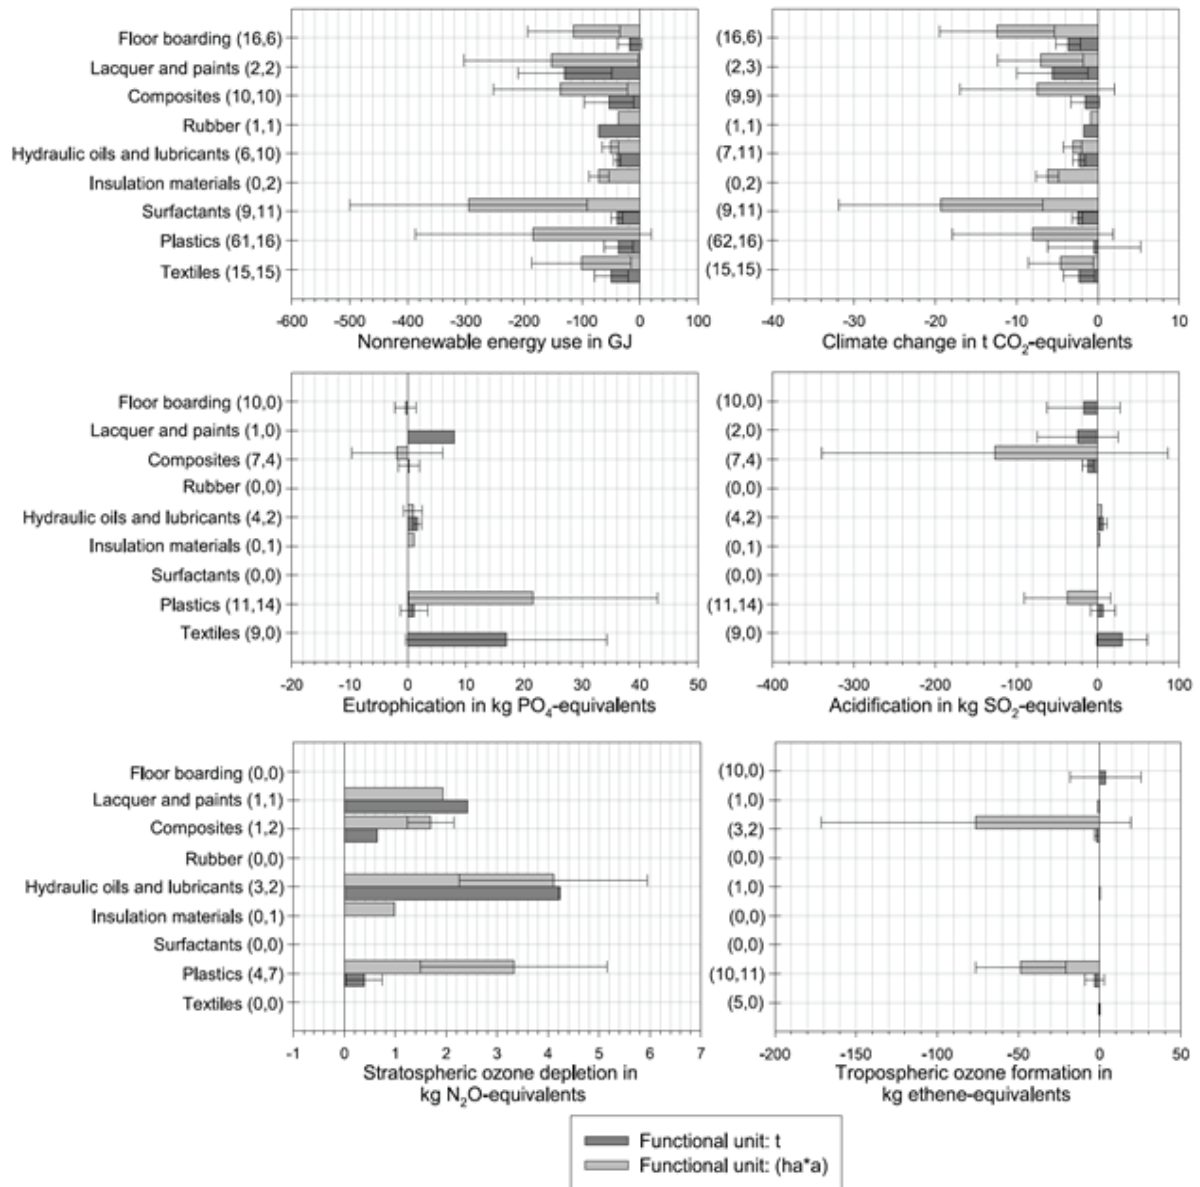 Floor boarding (16,6)
Lacquer and paints (2,2)
Composites (10,10)
Rubber (1,1)
Hydraulic oils and lubricants (6,10)
Insulation materials (0,2)
Surfactants (9,11)
Plastics (61,16)
Textiles (15,15)
-600 -500 -400 -300 -200 -100 0 100
Nonrenewable energy use in GJ
(16,6)
(2,3)
(9,9)
(1,1)
(7,11)
(0,2)
(9,11)
(62,16)
(15,15)
-40 -30 -20 -10 0 10
Climate change in t CO₂-equivalents
Floor boarding (10,0)
Lacquer and paints (1,0)
Composites (7,4)
Rubber (0,0)
Hydraulic oils and lubricants (4,2)
Insulation materials (0,1)
Surfactants (0,0)
Plastics (11,14)
Textiles (9,0)
-20 -10 0 10 20 30 40 50
Eutrophication in kg PO₄-equivalents
(10,0)
(2,0)
(7,4)
(0,0)
(4,2)
(0,1)
(0,0)
(11,14)
(9,0)
-400 -300 -200 -100 0 100
Acidification in kg SO₂-equivalents
Floor boarding (0,0)
Lacquer and paints (1,1)
Composites (1,2)
Rubber (0,0)
Hydraulic oils and lubricants (3,2)
Insulation materials (0,1)
Surfactants (0,0)
Plastics (4,7)
Textiles (0,0)
-1 0 1 2 3 4 5 6 7
Stratospheric ozone depletion in
kg N₂O-equivalents
(10,0)
(1,0)
(3,2)
(0,0)
(1,0)
(0,0)
(0,0)
(10,11)
(5,0)
-200 -150 -100 -50 0 50
Tropospheric ozone formation in
kg ethene-equivalents
Functional unit: t
Functional unit: (ha*a)